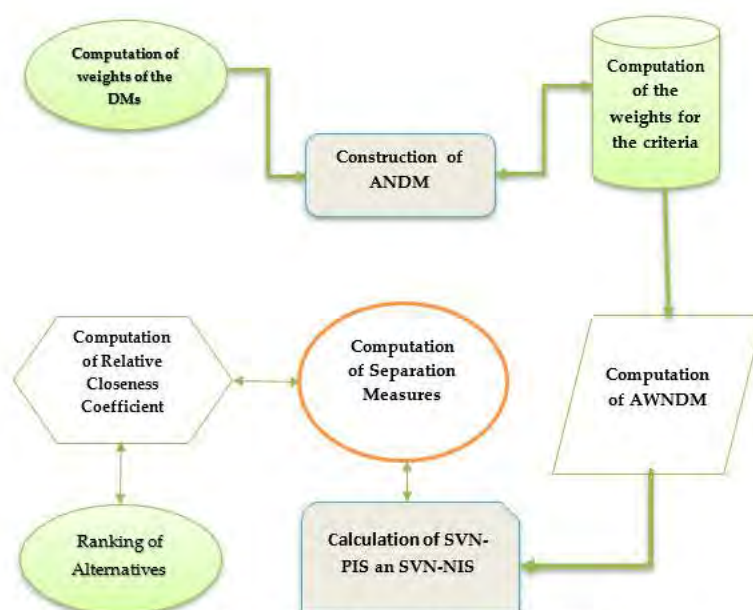 Computation of
weights of the
DMs
Construction of
ANDM
Computation
of the
weights for
the criteria
Computation
of Relative
Closeness
Coefficient
Computation
of Separation
Measures
Computation
of AWNDM
Ranking of
Alternatives
Calculation of SVN-
PIS an SVN-NIS